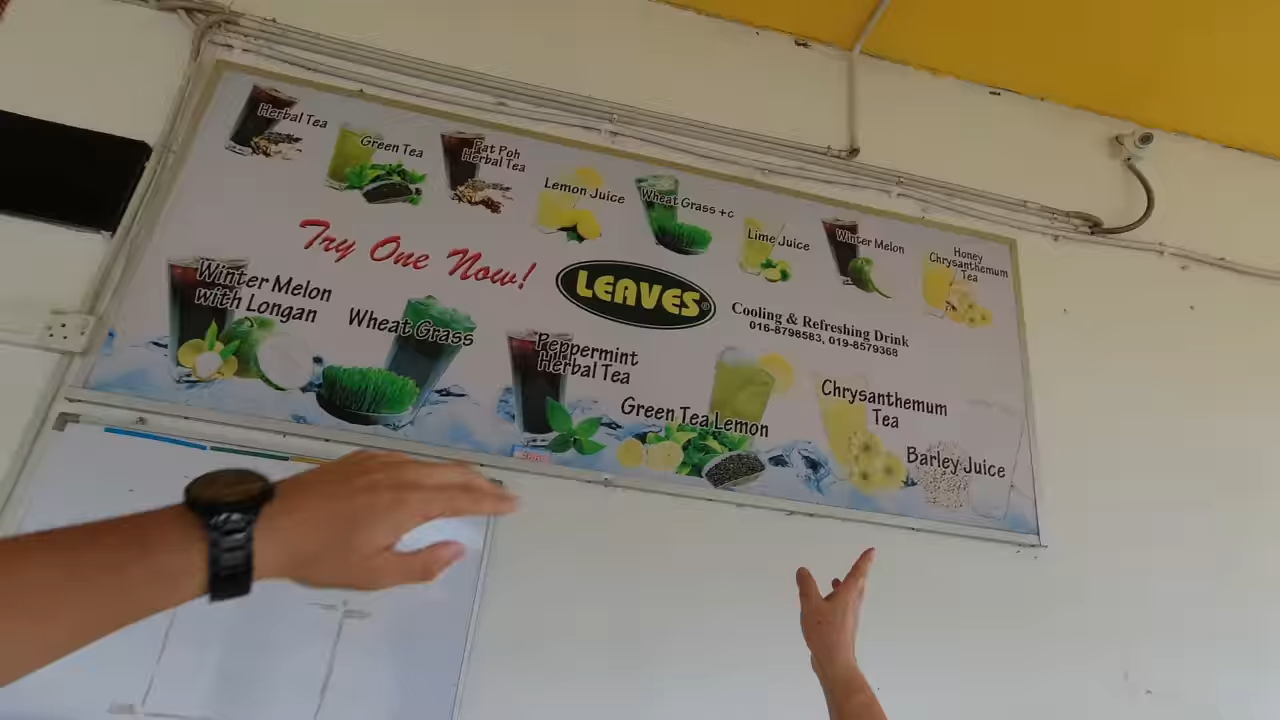 Herbal Tea
Green Tea
Pat Poh
Herbal Tea
Lemon Juice
Wheat Grass +c
Lime Juice
Winter Melon
Honey
Chrysanthemum
Tea
Try One Now!
LEAVES®
Cooling & Refreshing Drink
016-8798583, 019-8579368
Winter Melon
with Longan
Wheat Grass
Peppermint
Herbal Tea
Green Tea Lemon
Chrysanthemum
Tea
Barley Juice